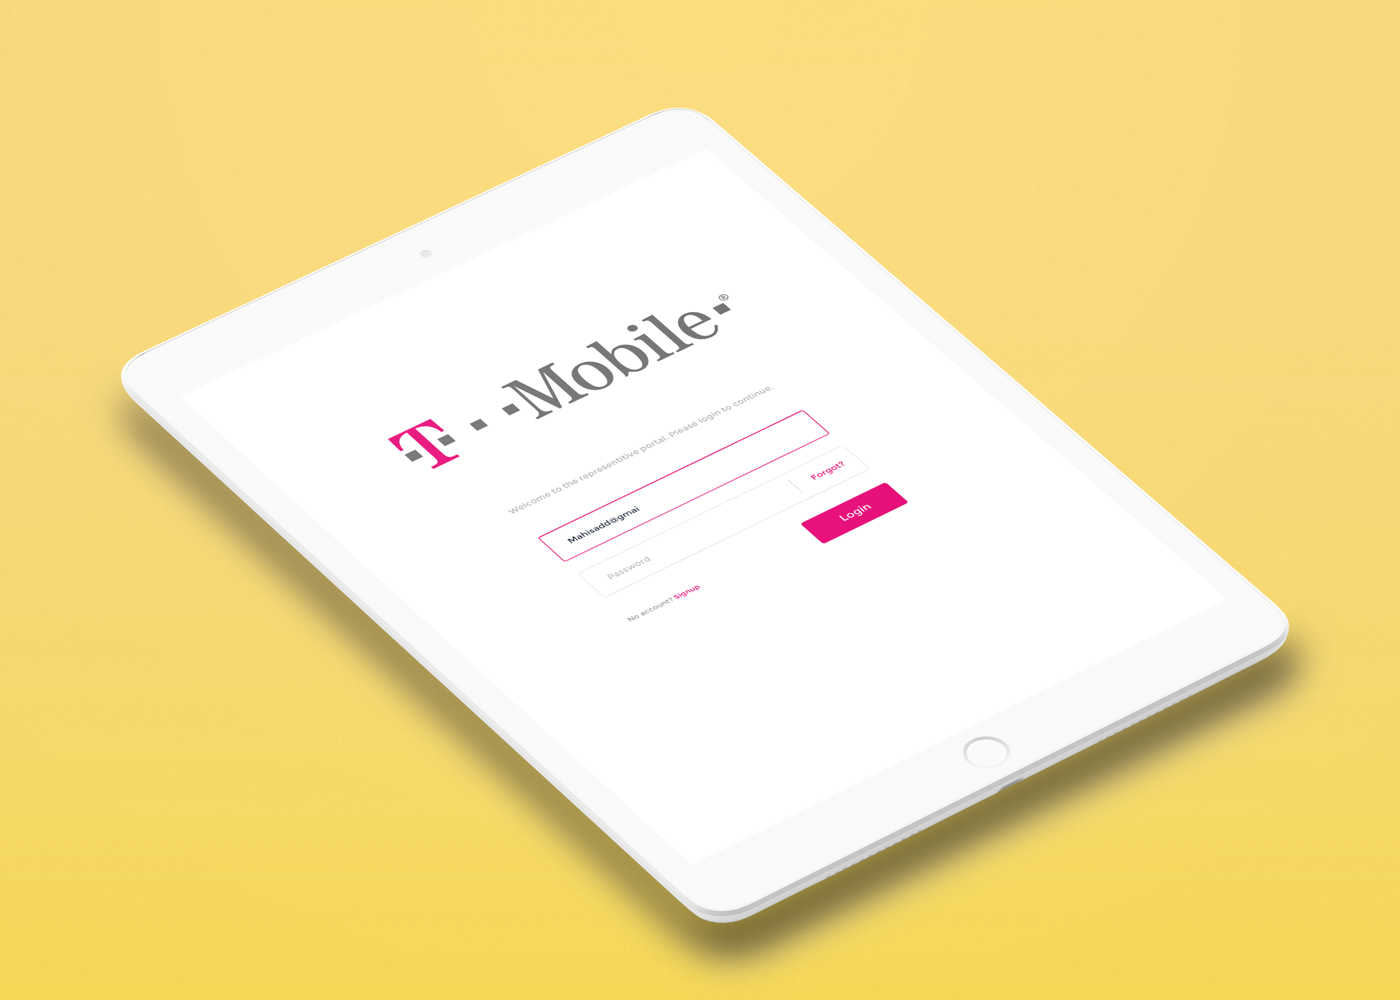 T · · · Mobile · ®
Welcome to the representitive portal. Please login to continue.
Mahisadd@gmai
Password
Forgot?
Login
No account? Signup